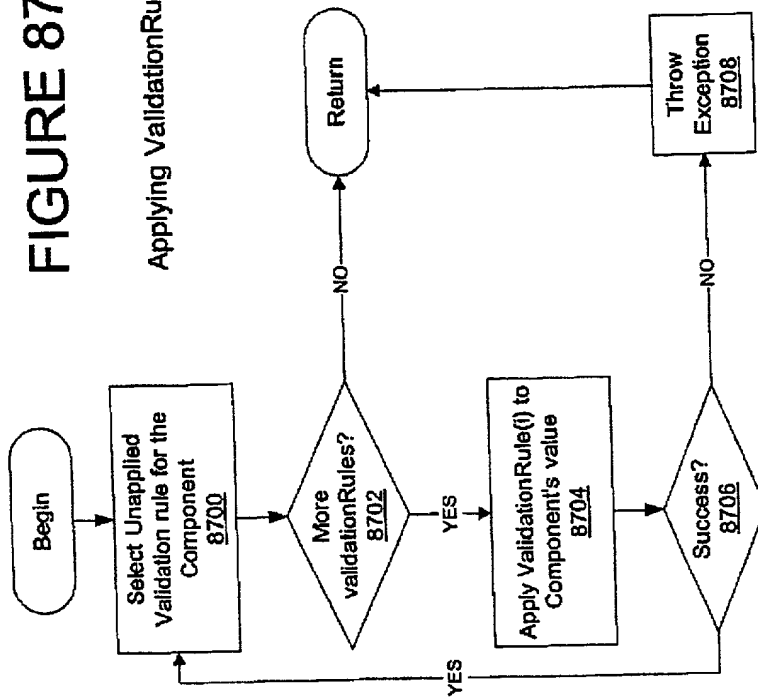 FIGURE 87
Applying ValidationRu
Begin
Select Unapplied
Validation rule for the
Component
8700
More
validationRules?
8702
NO
Return
YES
Apply ValidationRule(i) to
Component's value
8704
Success?
8706
YES
NO
Throw
Exception
8708